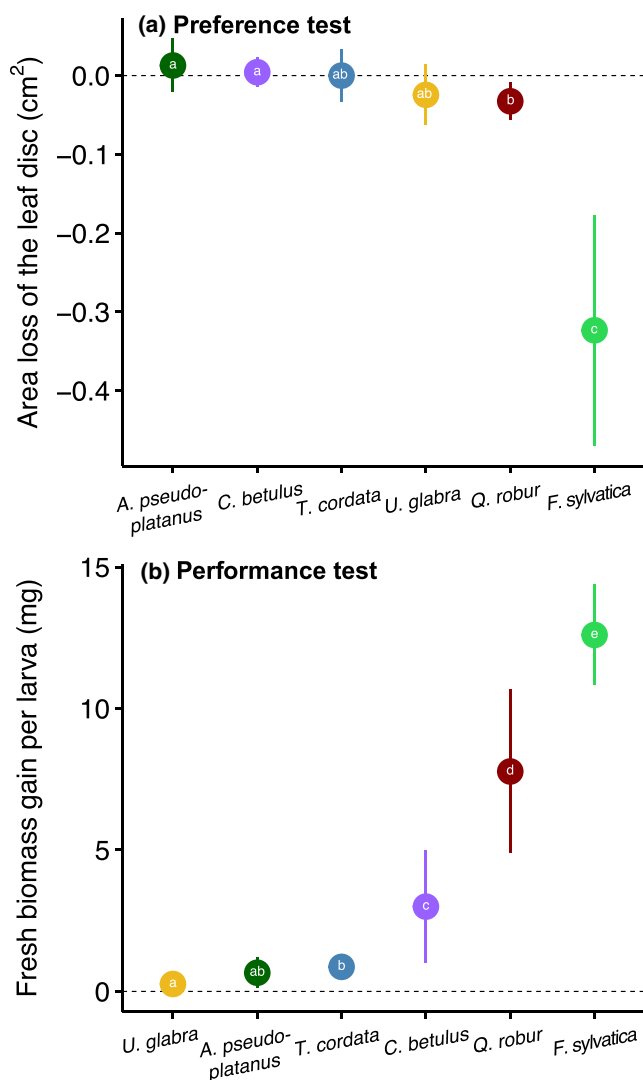 (a) Preference test
Area loss of the leaf disc (cm²)
0.0
−0.1
−0.2
−0.3
−0.4
a
a
ab
ab
b
c
A. pseudo-
platanus
C. betulus
T. cordata
U. glabra
Q. robur
F. sylvatica
(b) Performance test
Fresh biomass gain per larva (mg)
15
10
5
0
a
ab
b
c
d
e
U. glabra
A. pseudo-
platanus
T. cordata
C. betulus
Q. robur
F. sylvatica